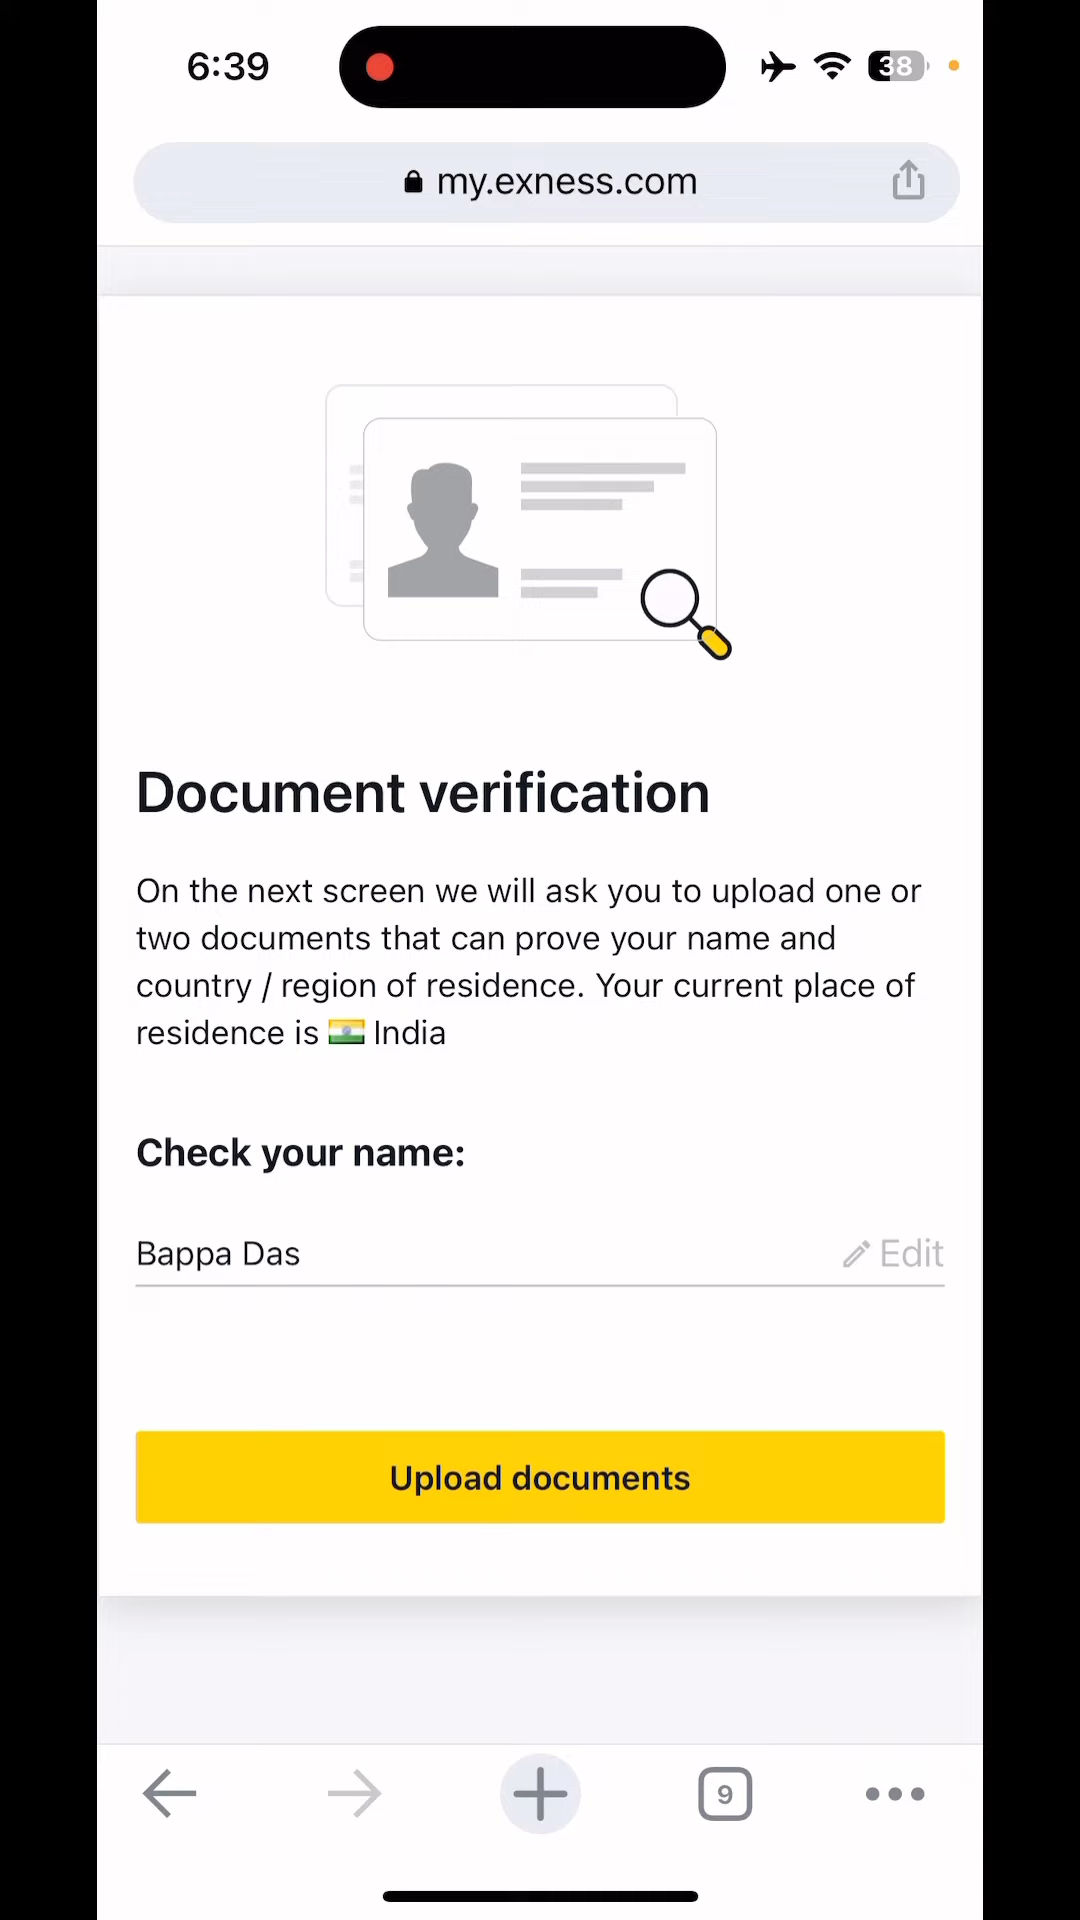 6:39
38
my.exness.com
Document verification
On the next screen we will ask you to upload one or
two documents that can prove your name and
country / region of residence. Your current place of
residence is 🇮🇳 India
Check your name:
Bappa Das
Edit
Upload documents
9